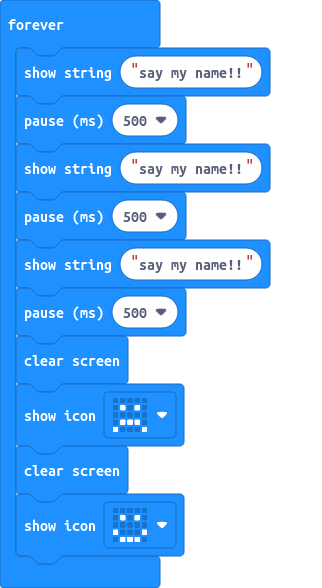 forever
show string "say my name!!"
pause (ms) 500
show string "say my name!!"
pause (ms) 500
show string "say my name!!"
pause (ms) 500
clear screen
show icon
clear screen
show icon